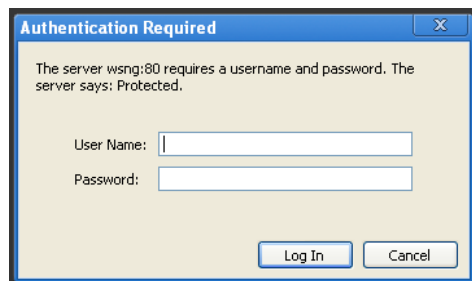 Authentication Required
The server wsng:80 requires a username and password. The
server says: Protected.
User Name:
Password:
Log In
Cancel